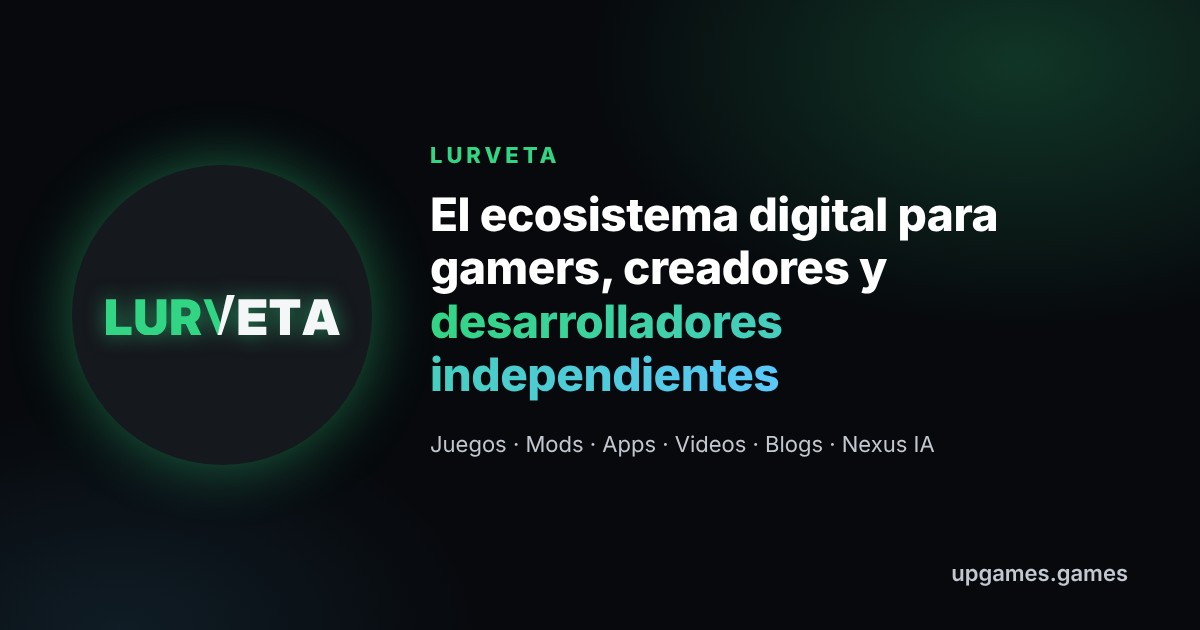 LURVETA
LURVETA
El ecosistema digital para
gamers, creadores y
desarrolladores
independientes
Juegos · Mods · Apps · Videos · Blogs · Nexus IA
upgames.games